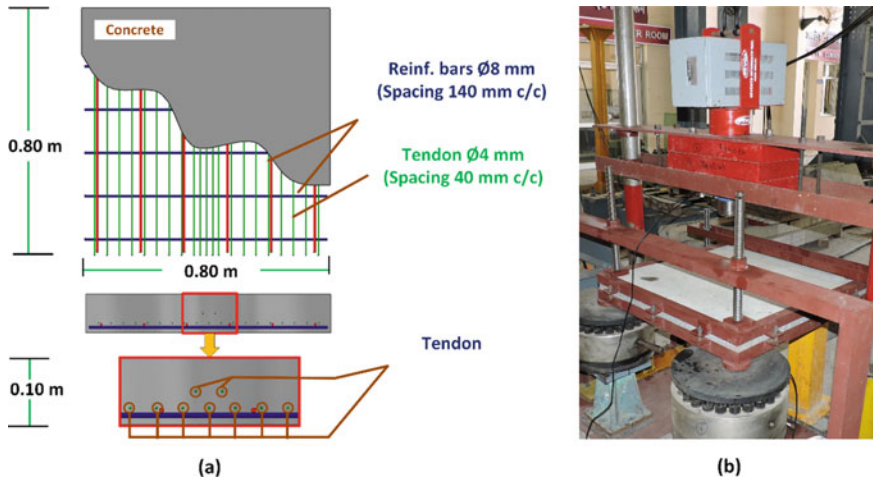 Concrete
Reinf. bars Ø8 mm
(Spacing 140 mm c/c)
0.80 m
Tendon Ø4 mm
(Spacing 40 mm c/c)
0.80 m
Tendon
0.10 m
(a)
ROOM
(b)